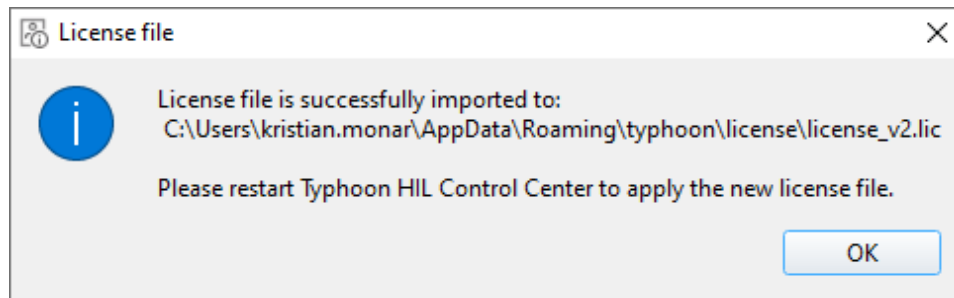 License file
License file is successfully imported to:
C:\Users\kristian.monar\AppData\Roaming\typhoon\license\license_v2.lic
Please restart Typhoon HIL Control Center to apply the new license file.
OK